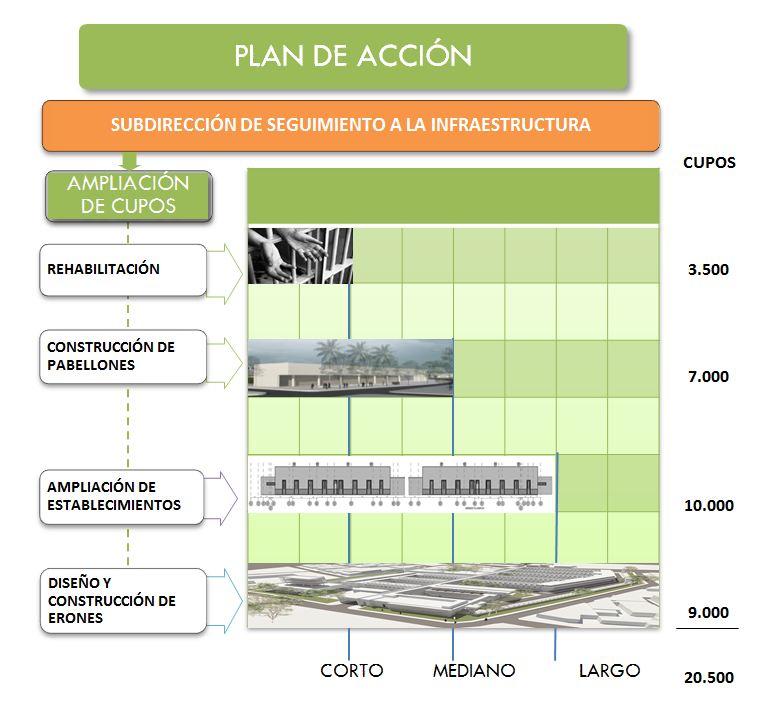 PLAN DE ACCIÓN
SUBDIRECCIÓN DE SEGUIMIENTO A LA INFRAESTRUCTURA
CUPOS
AMPLIACIÓN
DE CUPOS
REHABILITACIÓN
3.500
CONSTRUCCIÓN DE
PABELLONES
7.000
AMPLIACIÓN DE
ESTABLECIMIENTOS
10.000
DISEÑO Y
CONSTRUCCIÓN DE
ERONES
9.000
CORTO
MEDIANO
LARGO
20.500